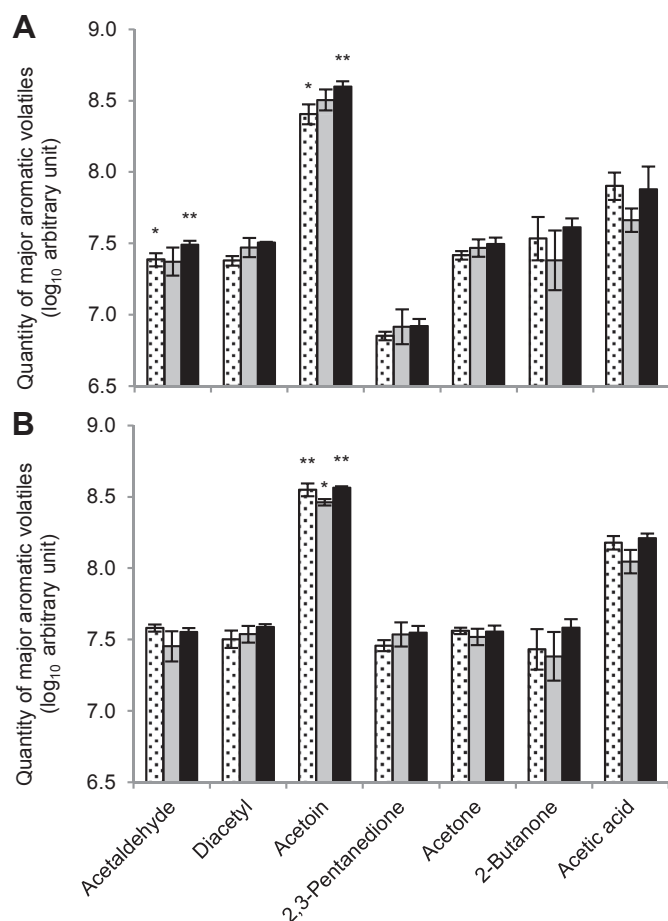 A
Quantity of major aromatic volatiles
(log10 arbitrary unit)
9.0
8.5
8.0
7.5
7.0
6.5
*
**
*
**
B
Quantity of major aromatic volatiles
(log10 arbitrary unit)
9.0
8.5
8.0
7.5
7.0
6.5
**
*
**
Acetaldehyde
Diacetyl
Acetoin
2,3-Pentanedione
Acetone
2-Butanone
Acetic acid